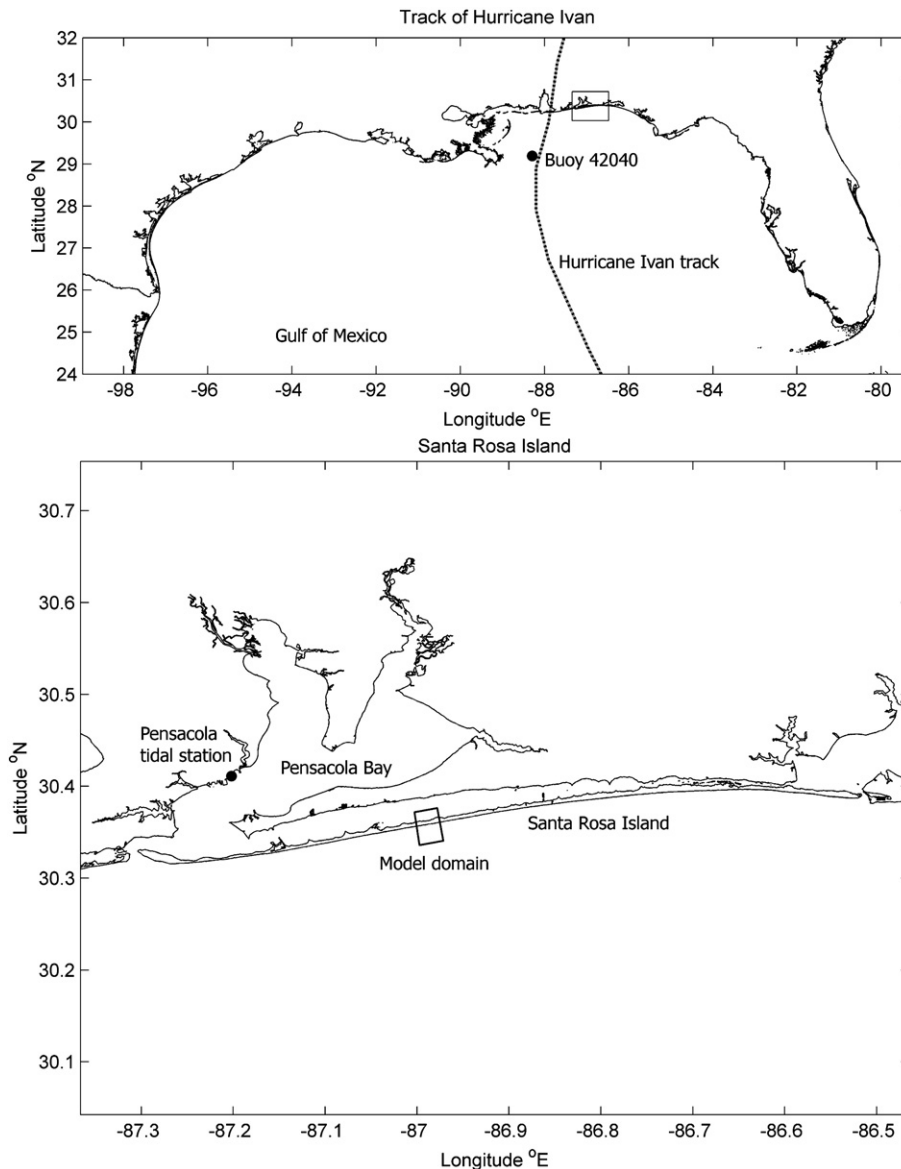 Track of Hurricane Ivan
32
31
30
29
28
27
26
25
24
Latitude °N
Buoy 42040
Hurricane Ivan track
Gulf of Mexico
-98 -96 -94 -92 -90 -88 -86 -84 -82 -80
Longitude °E
Santa Rosa Island
30.7
30.6
30.5
30.4
30.3
30.2
30.1
Latitude °N
Pensacola
tidal station
Pensacola Bay
Santa Rosa Island
Model domain
-87.3 -87.2 -87.1 -87 -86.9 -86.8 -86.7 -86.6 -86.5
Longitude °E